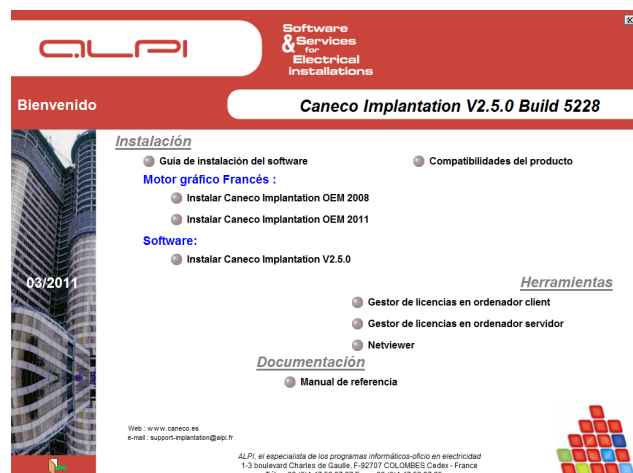 ALPI
Software
& Services
for
Electrical
installations
Bienvenido
Caneco Implantation V2.5.0 Build 5228
Instalación
Guia de instalación del software
Compatibilidades del producto
Motor gráfico Francés :
Instalar Caneco Implantation OEM 2008
Instalar Caneco Implantation OEM 2011
Software:
Instalar Caneco Implantation V2.5.0
03/2011
Herramientas
Gestor de licencias en ordenador client
Gestor de licencias en ordenador servidor
Netviewer
Documentación
Manual de referencia
Web : www.caneco.es
e-mail : support-implantation@alpi.fr
ALPI, el especialista de los programas informáticos-oficio en electricidad
1-3 boulevard Charles de Gaulle, F-92707 COLOMBES Cedex - France